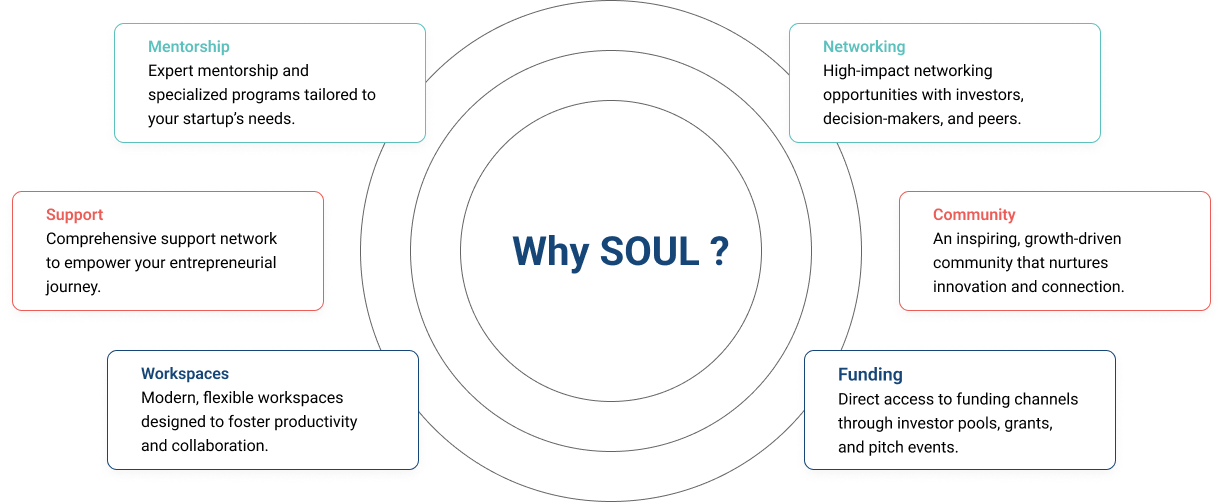 Mentorship
Expert mentorship and
specialized programs tailored to
your startup’s needs.
Networking
High-impact networking
opportunities with investors,
decision-makers, and peers.
Support
Comprehensive support network
to empower your entrepreneurial
journey.
Why SOUL ?
Community
An inspiring, growth-driven
community that nurtures
innovation and connection.
Workspaces
Modern, flexible workspaces
designed to foster productivity
and collaboration.
Funding
Direct access to funding channels
through investor pools, grants,
and pitch events.